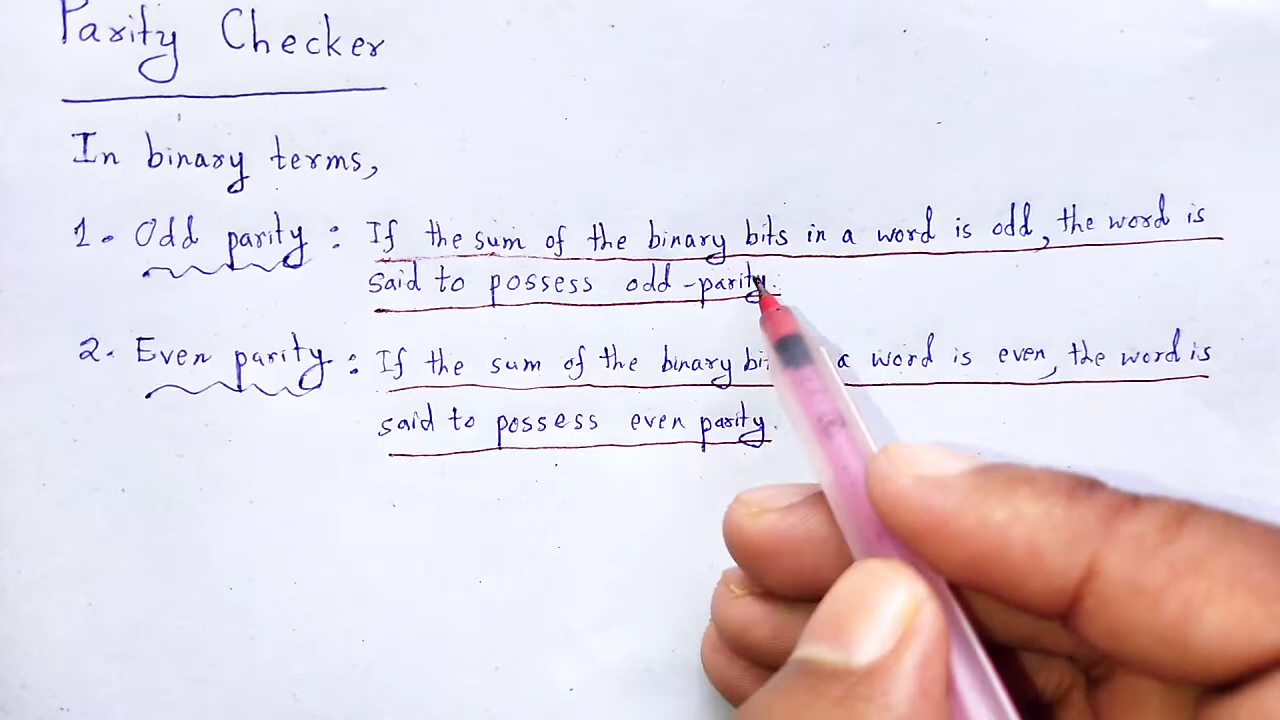 Parity Checker
In binary terms,
1. Odd parity : If the sum of the binary bits in a word is odd, the word is
said to possess odd-parity.
2. Even parity : If the sum of the binary a word is even, the word is
said to possess even parity.